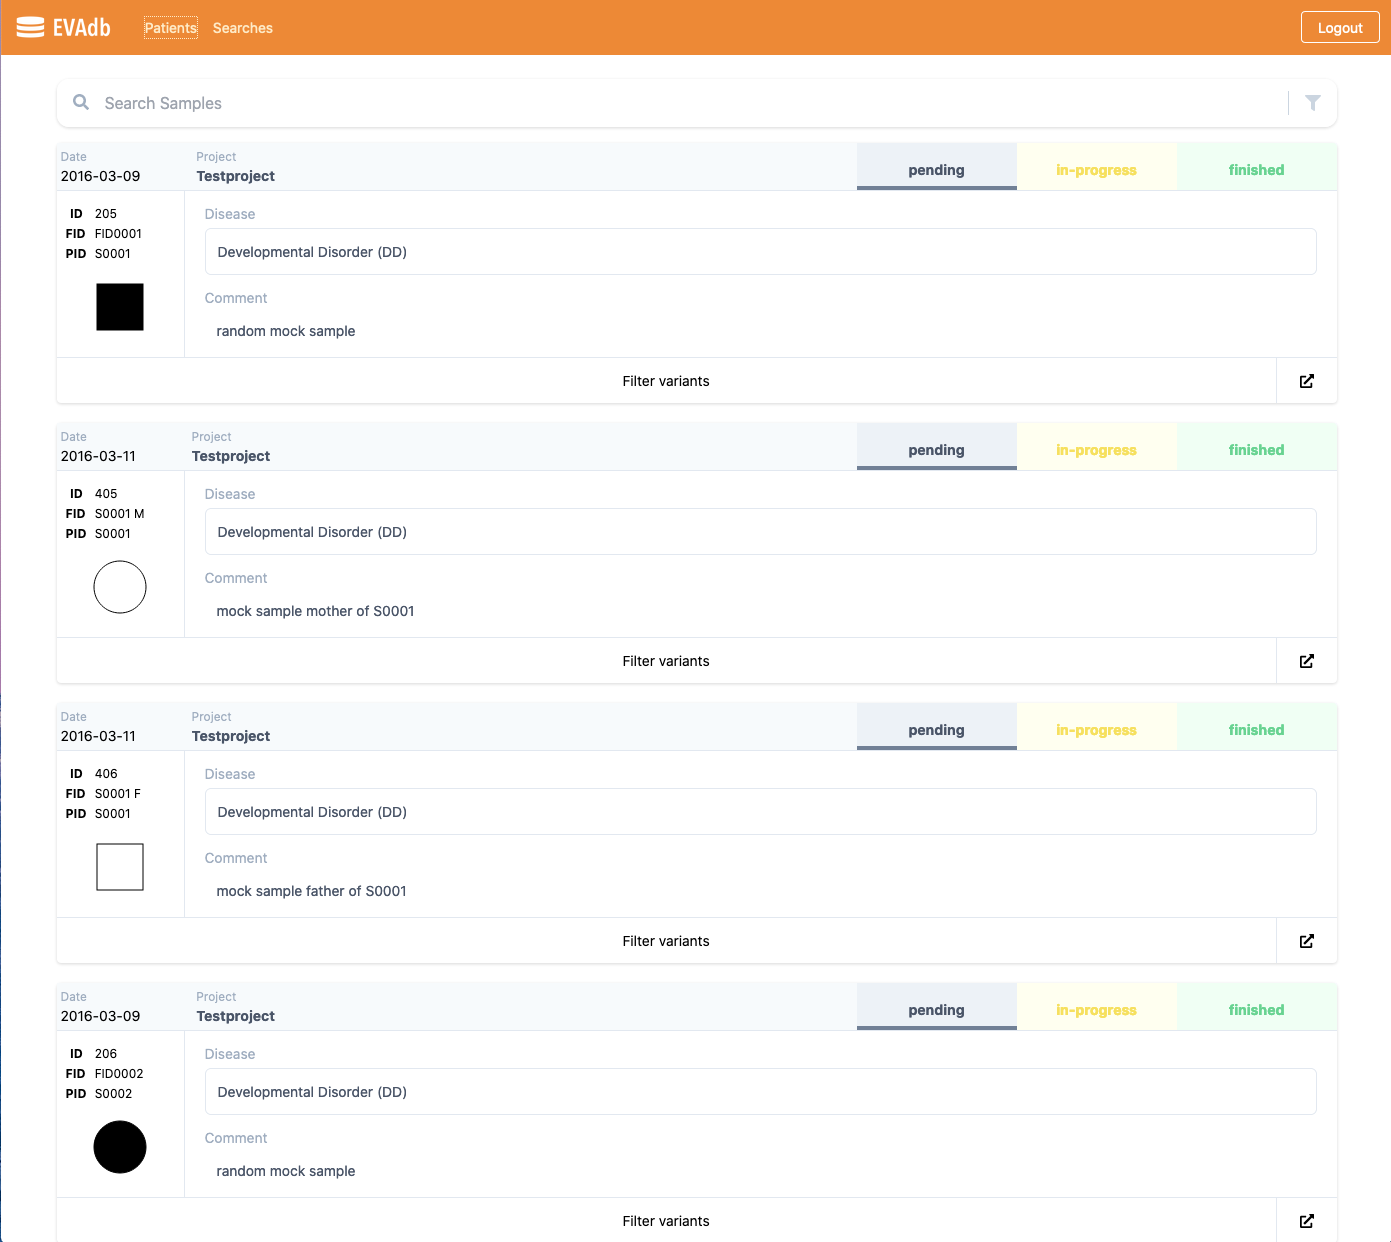 EVAdb Patients Searches Logout
Search Samples
Date Project
2016-03-09 Testproject pending in-progress finished
ID 205
FID FID0001
PID S0001
Disease
Developmental Disorder (DD)
Comment
random mock sample
Filter variants
Date Project
2016-03-11 Testproject pending in-progress finished
ID 405
FID S0001 M
PID S0001
Disease
Developmental Disorder (DD)
Comment
mock sample mother of S0001
Filter variants
Date Project
2016-03-11 Testproject pending in-progress finished
ID 406
FID S0001 F
PID S0001
Disease
Developmental Disorder (DD)
Comment
mock sample father of S0001
Filter variants
Date Project
2016-03-09 Testproject pending in-progress finished
ID 206
FID FID0002
PID S0002
Disease
Developmental Disorder (DD)
Comment
random mock sample
Filter variants